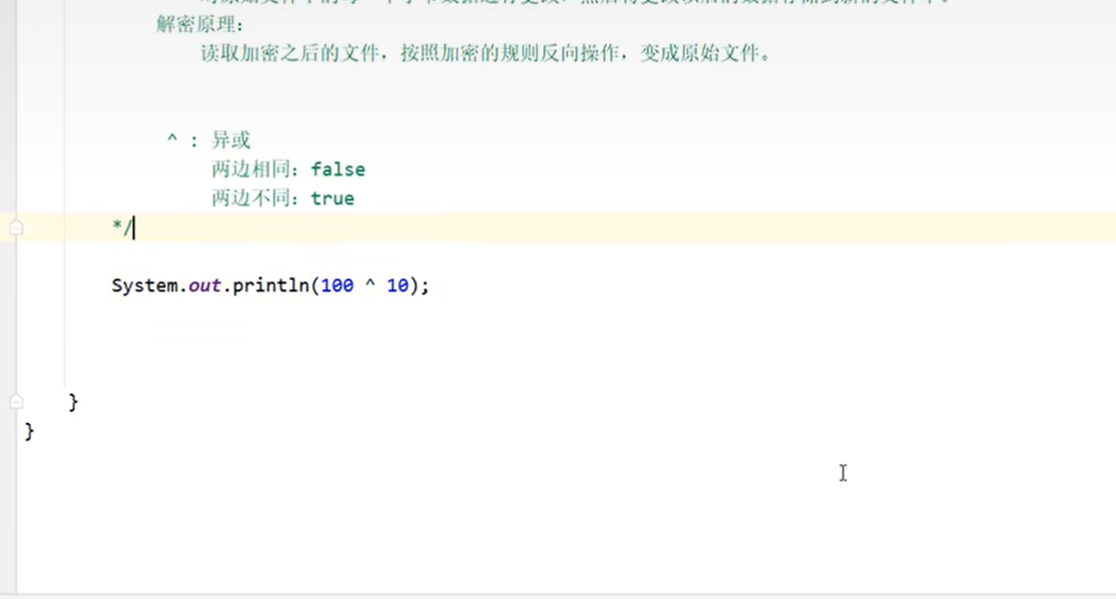 解密原理：
读取加密之后的文件，按照加密的规则反向操作，变成原始文件。
^ : 异或
两边相同：false
两边不同：true
*/
System.out.println(100 ^ 10);
}
}